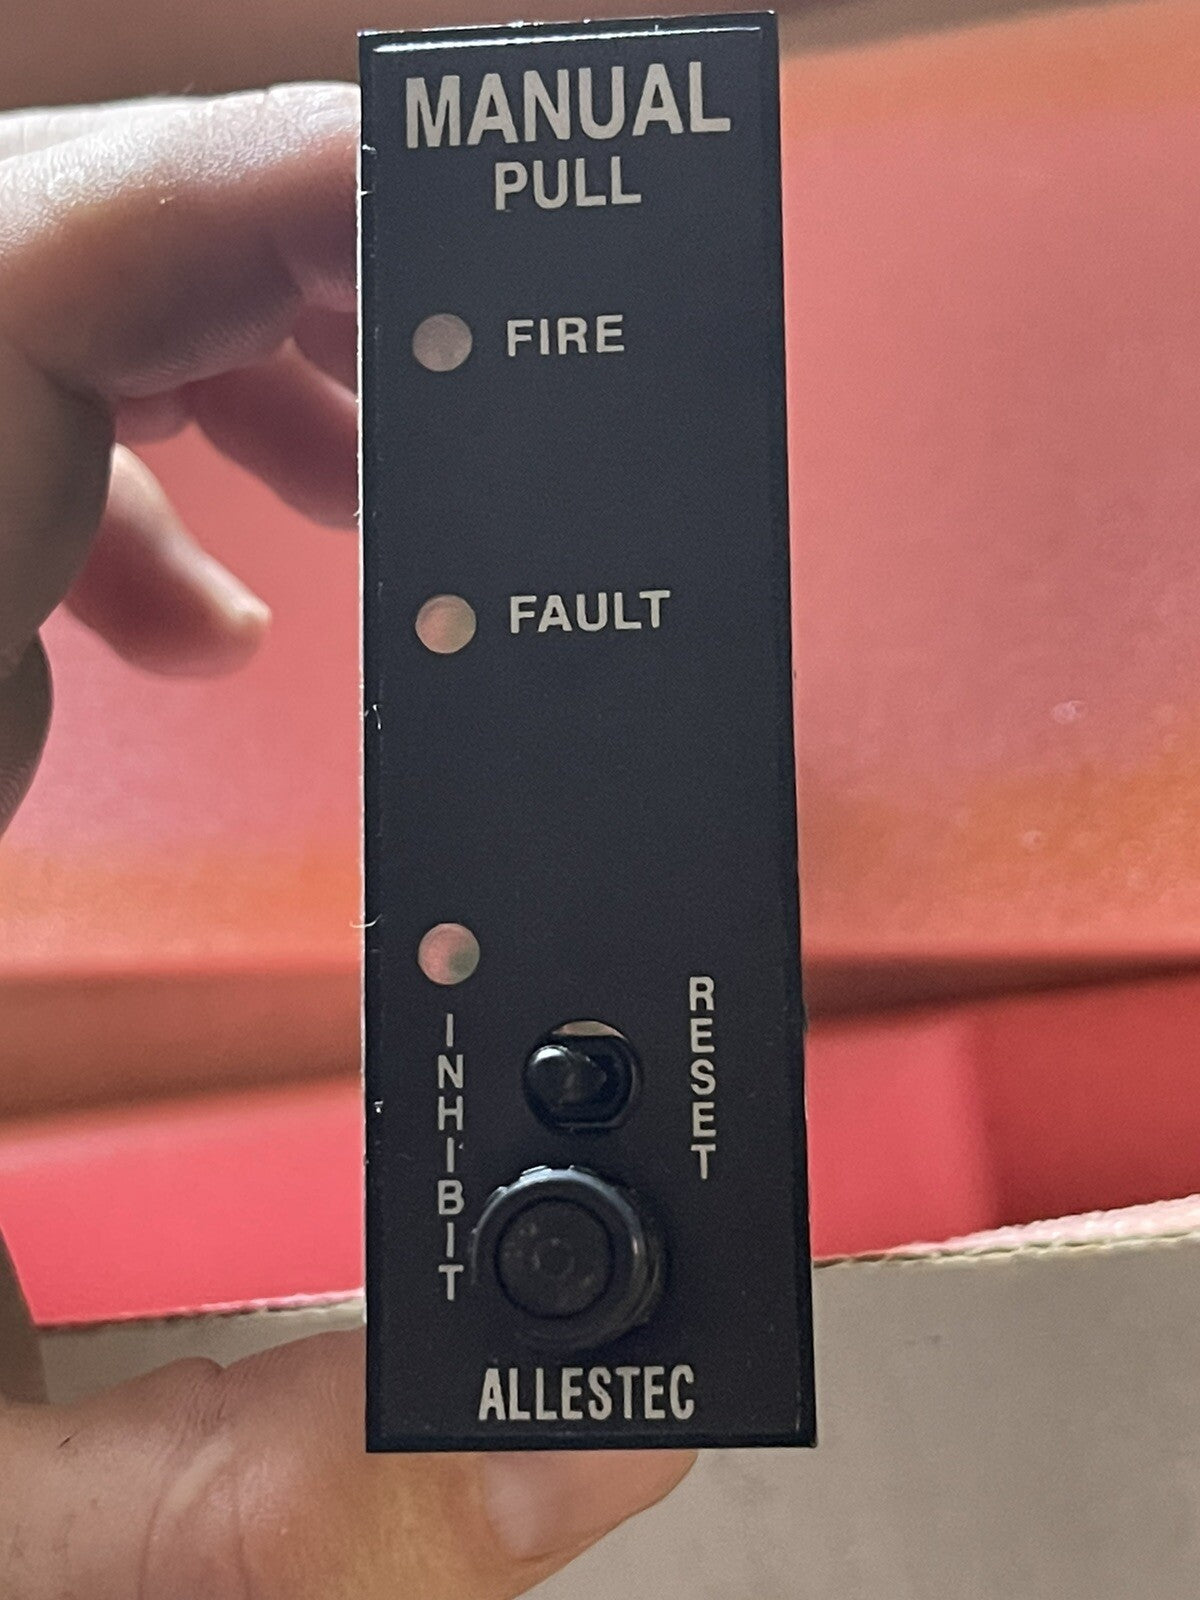 MANUAL
PULL
FIRE
FAULT
INHIBIT
RESET
ALLESTEC